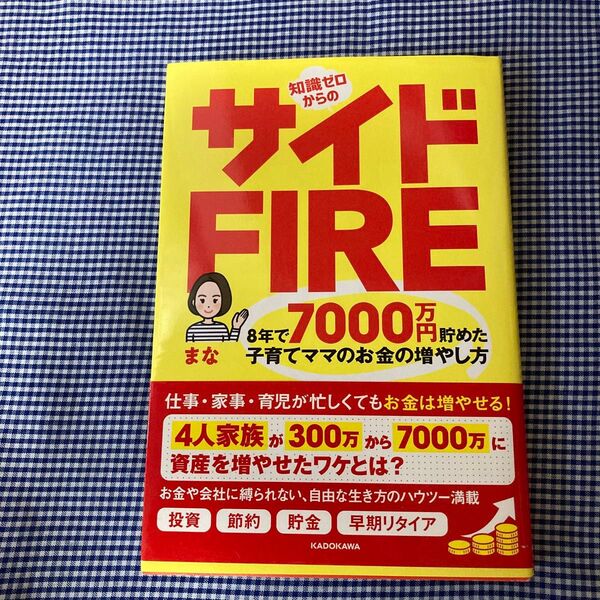 知識ゼロ
からの
サイド
FIRE
まな
8年で7000万円貯めた
子育てママのお金の増やし方
仕事・家事・育児が忙しくてもお金は増やせる!
4人家族が300万から7000万に
資産を増やせたワケとは?
お金や会社に縛られない、自由な生き方のハウツー満載
投資 節約 貯金 早期リタイア
KADOKAWA